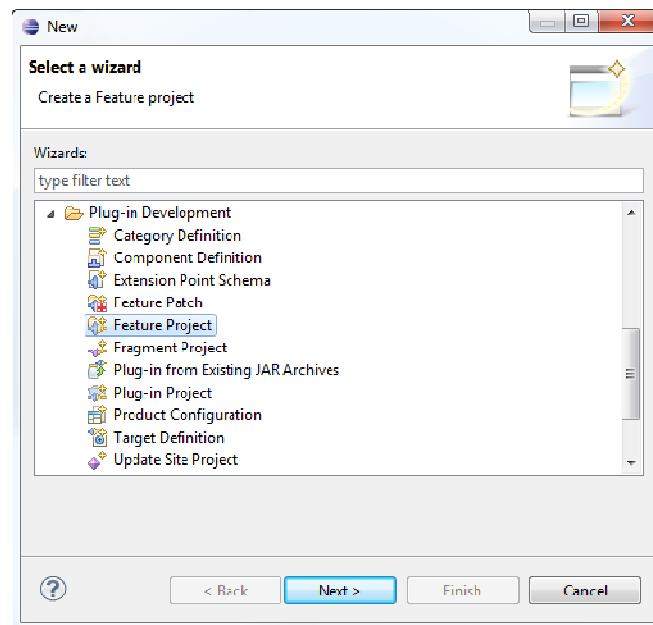 New
Select a wizard
Create a Feature project
Wizards:
type filter text
Plug-in Development
Category Definition
Component Definition
Extension Point Schema
Feature Patch
Feature Project
Fragment Project
Plug-in from Existing JAR Archives
Plug-in Project
Product Configuration
Target Definition
Update Site Project
?
< Back
Next >
Finish
Cancel